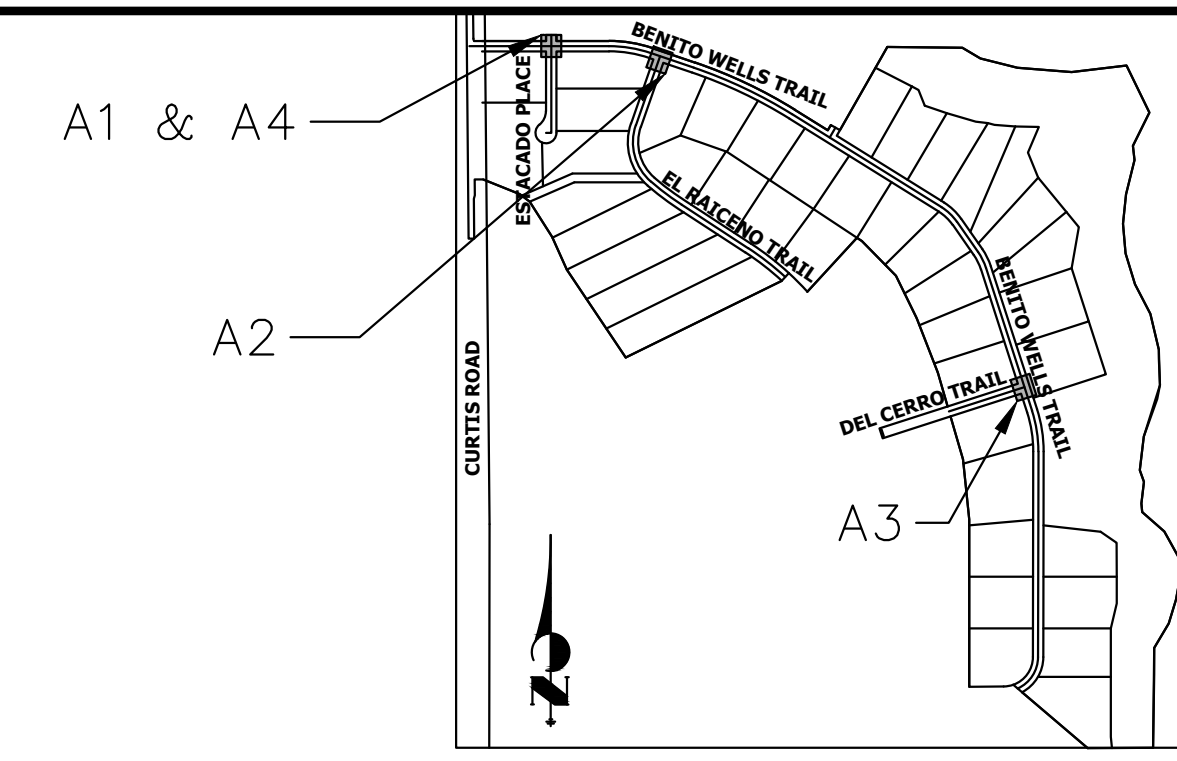 BENITO WELLS TRAIL
A1 & A4
ESTACADO PLACE
EL RAICENO TRAIL
A2
BENITO WELLS TRAIL
CURTIS ROAD
DEL CERRO TRAIL
A3
N